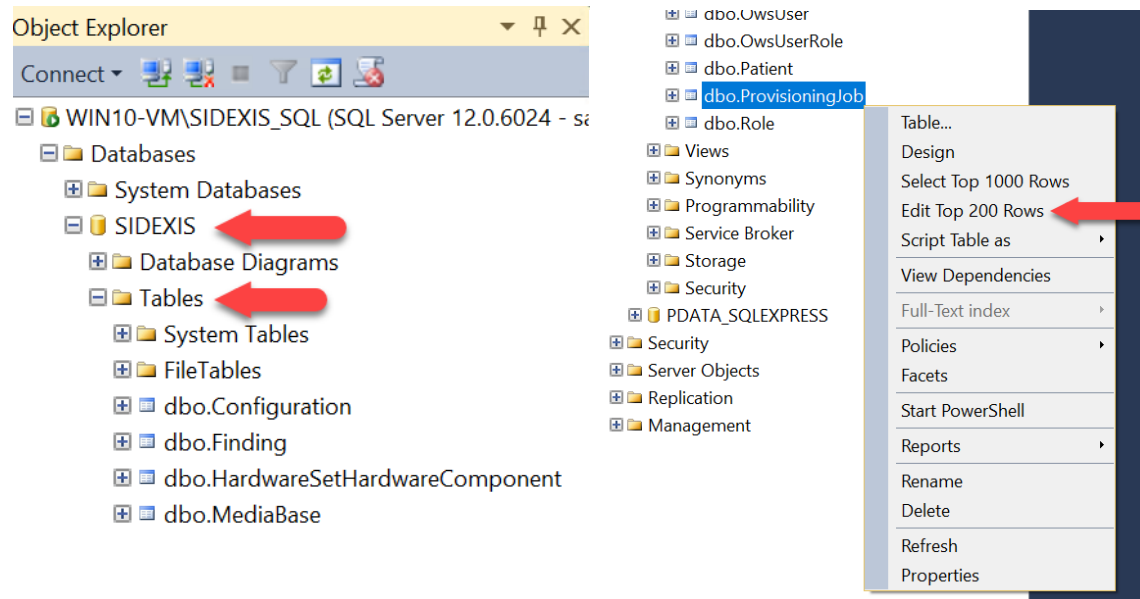 Object Explorer
Connect
WIN10-VM\SIDEXIS_SQL (SQL Server 12.0.6024 - sa
Databases
System Databases
SIDEXIS
Database Diagrams
Tables
System Tables
FileTables
dbo.Configuration
dbo.Finding
dbo.HardwareSetHardwareComponent
dbo.MediaBase
dbo.OwsUser
dbo.OwsUserRole
dbo.Patient
dbo.ProvisioningJob
dbo.Role
Views
Synonyms
Programmability
Service Broker
Storage
Security
PDATA_SQLEXPRESS
Security
Server Objects
Replication
Management
Table...
Design
Select Top 1000 Rows
Edit Top 200 Rows
Script Table as
View Dependencies
Full-Text index
Policies
Facets
Start PowerShell
Reports
Rename
Delete
Refresh
Properties